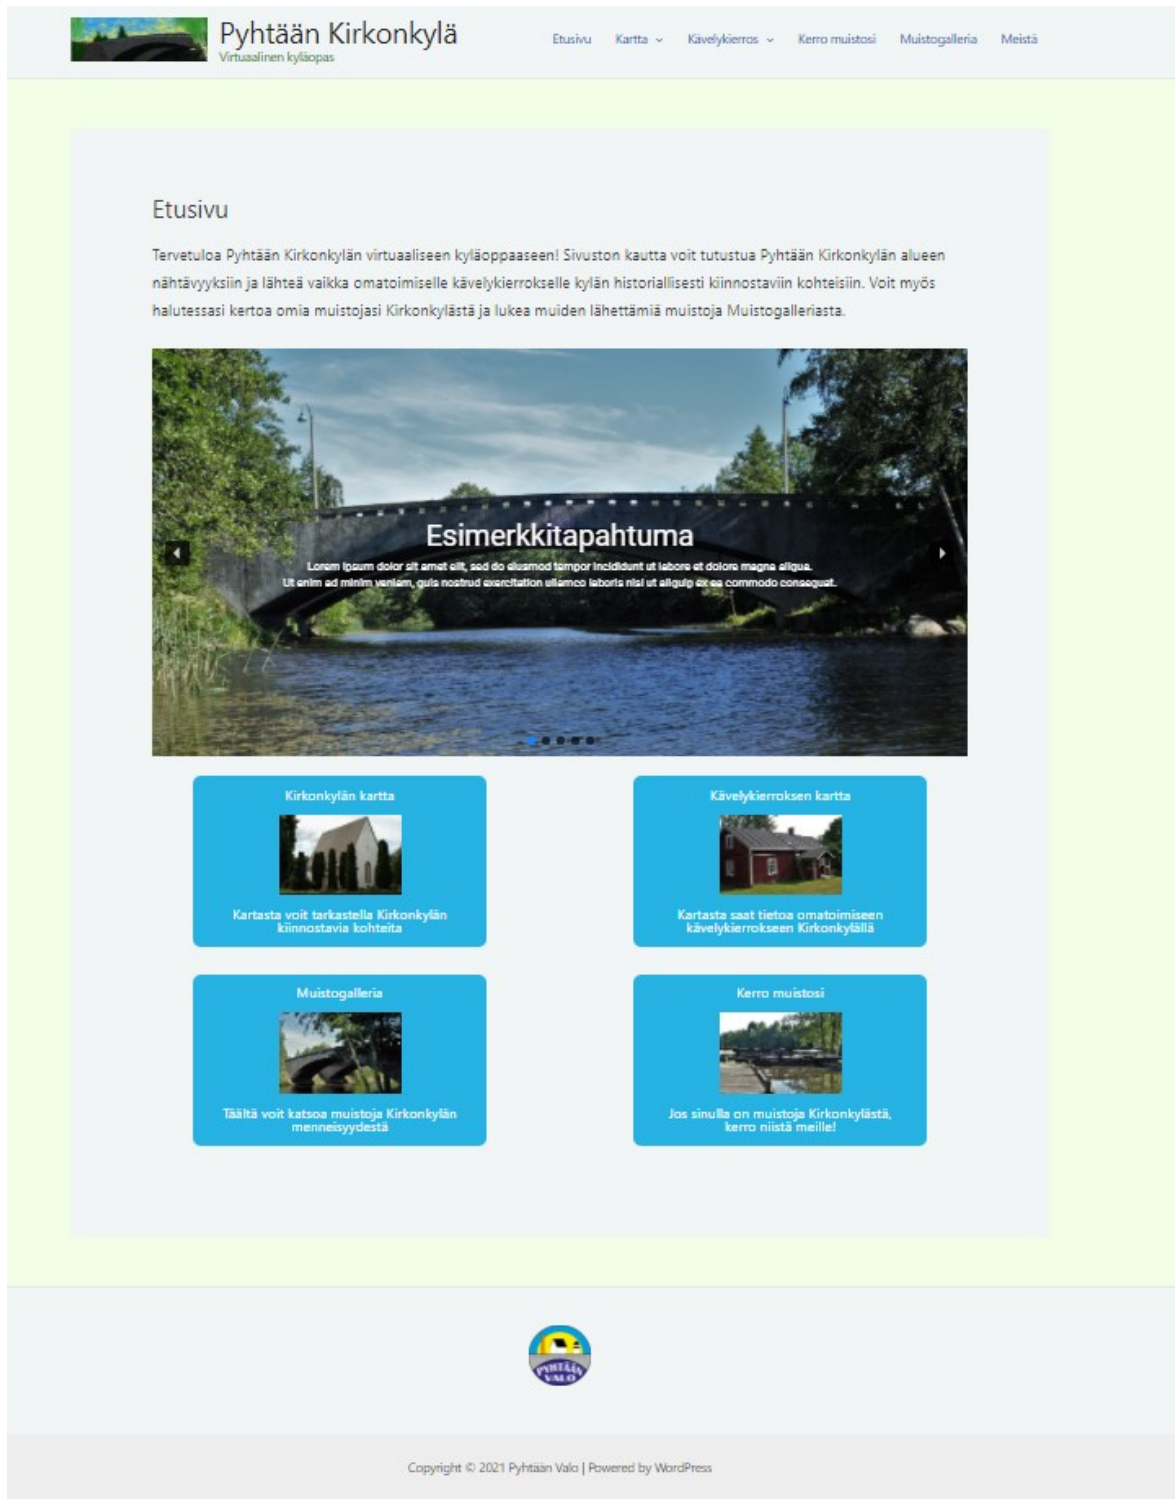 Pyhtään Kirkonkylä
Virtuaalinen kyläopas
Etusivu Kartta Kävelykierros Kerro muistosi Muistogalleria Meistä
Etusivu
Tervetuloa Pyhtään Kirkonkylän virtuaaliseen kyläoppaaseen! Sivuston kautta voit tutustua Pyhtään Kirkonkylän alueen
nähtävyyksiin ja lähteä vaikka omatoimiselle kävelykierrokselle kylän historiallisesti kiinnostaviin kohteisiin. Voit myös
halutessasi kertoa omia muistojasi Kirkonkylästä ja lukea muiden lähettämiä muistoja Muistogalleriasta.
Esimerkkitapahtuma
Lorem ipsum dolor sit amet elit, sed do eiusmod tempor incididunt ut labore et dolore magna aliqua.
Ut enim ad minim veniam, quis nostrud exercitation ullamco laboris nisi ut aliquip ex ea commodo consequat.
Kirkonkylän kartta
Kartasta voit tarkastella Kirkonkylän
kiinnostavia kohteita
Kävelykierroksen kartta
Kartasta saat tietoa omatoimiseen
kävelykierrokseen Kirkonkylällä
Muistogalleria
Täältä voit katsoa muistoja Kirkonkylän
menneisyydestä
Kerro muistosi
Jos sinulla on muistoja Kirkonkylästä,
kerro niistä meille!
PYHTÄÄN
VALO
Copyright © 2021 Pyhtään Valo | Powered by WordPress